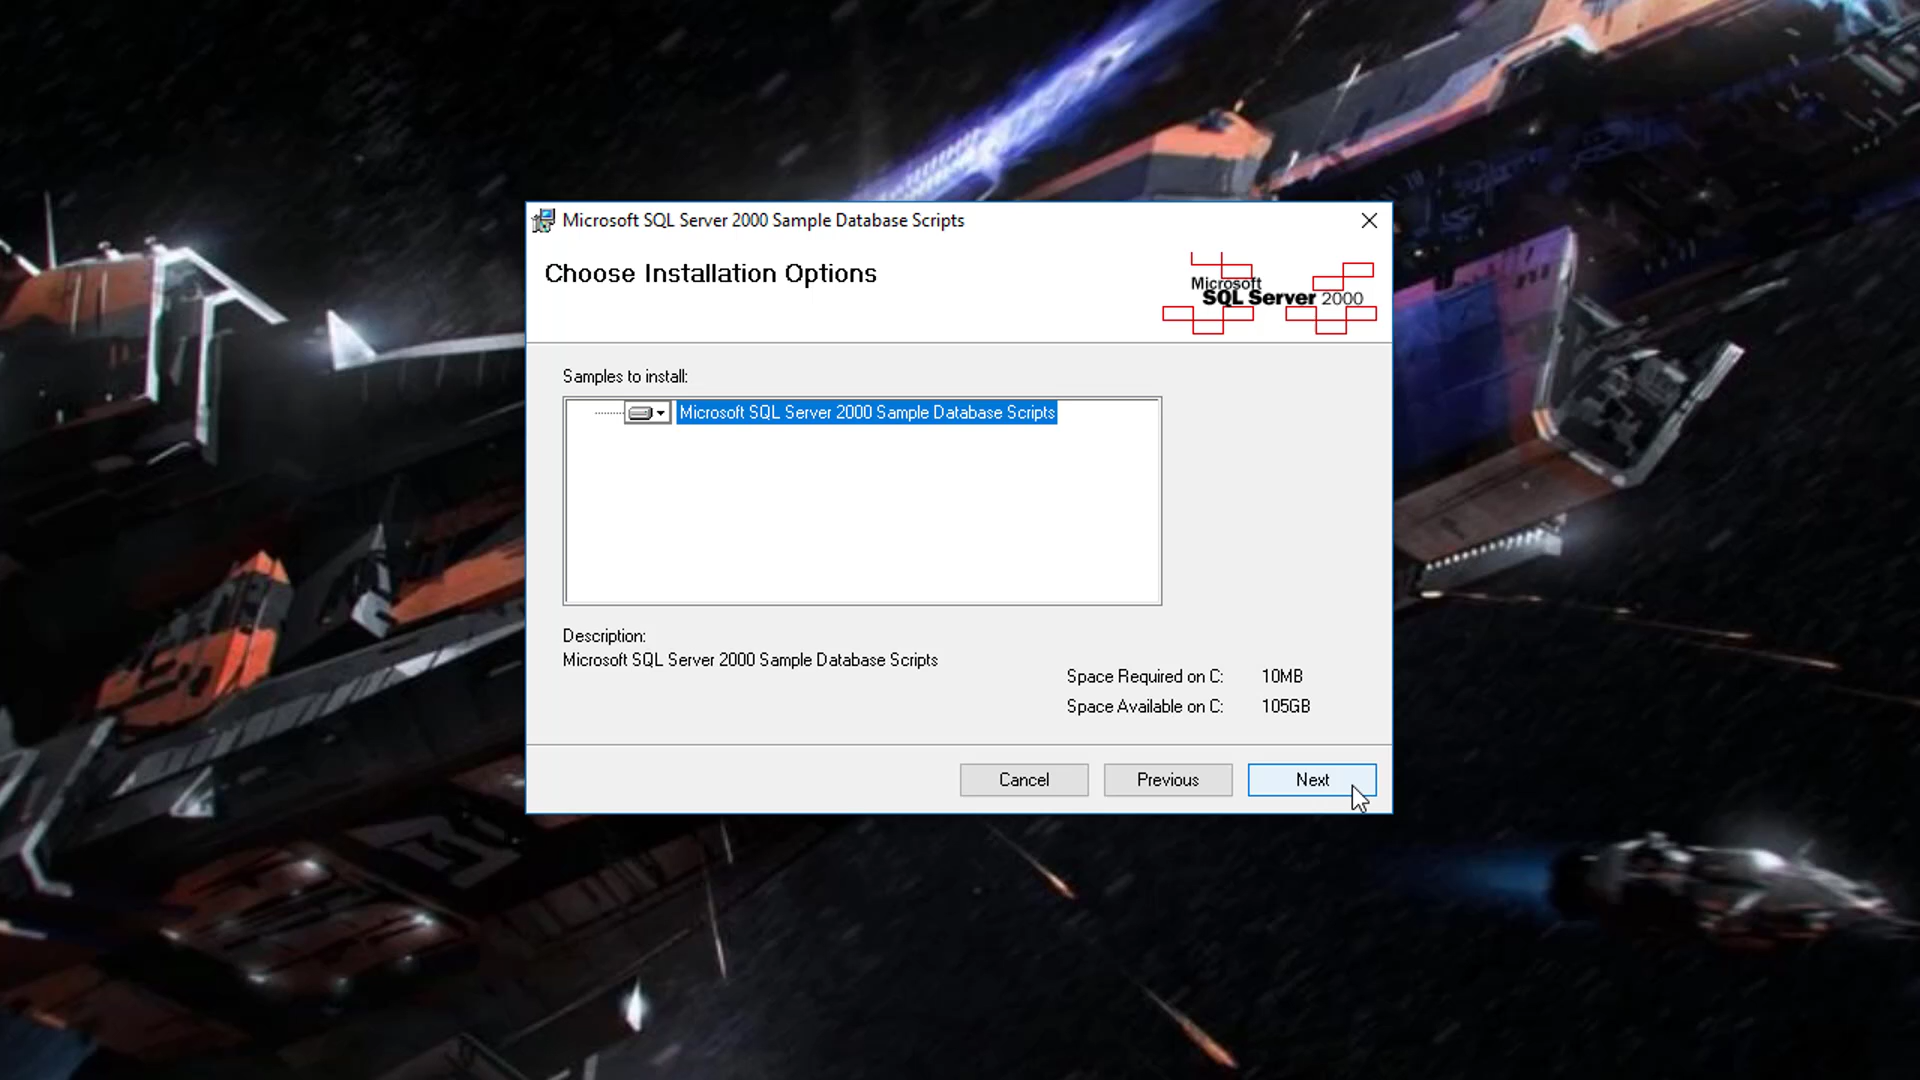 Microsoft SQL Server 2000 Sample Database Scripts
Choose Installation Options
Microsoft
SQL Server 2000
Samples to install:
Microsoft SQL Server 2000 Sample Database Scripts
Description:
Microsoft SQL Server 2000 Sample Database Scripts
Space Required on C: 10MB
Space Available on C: 105GB
Cancel Previous Next